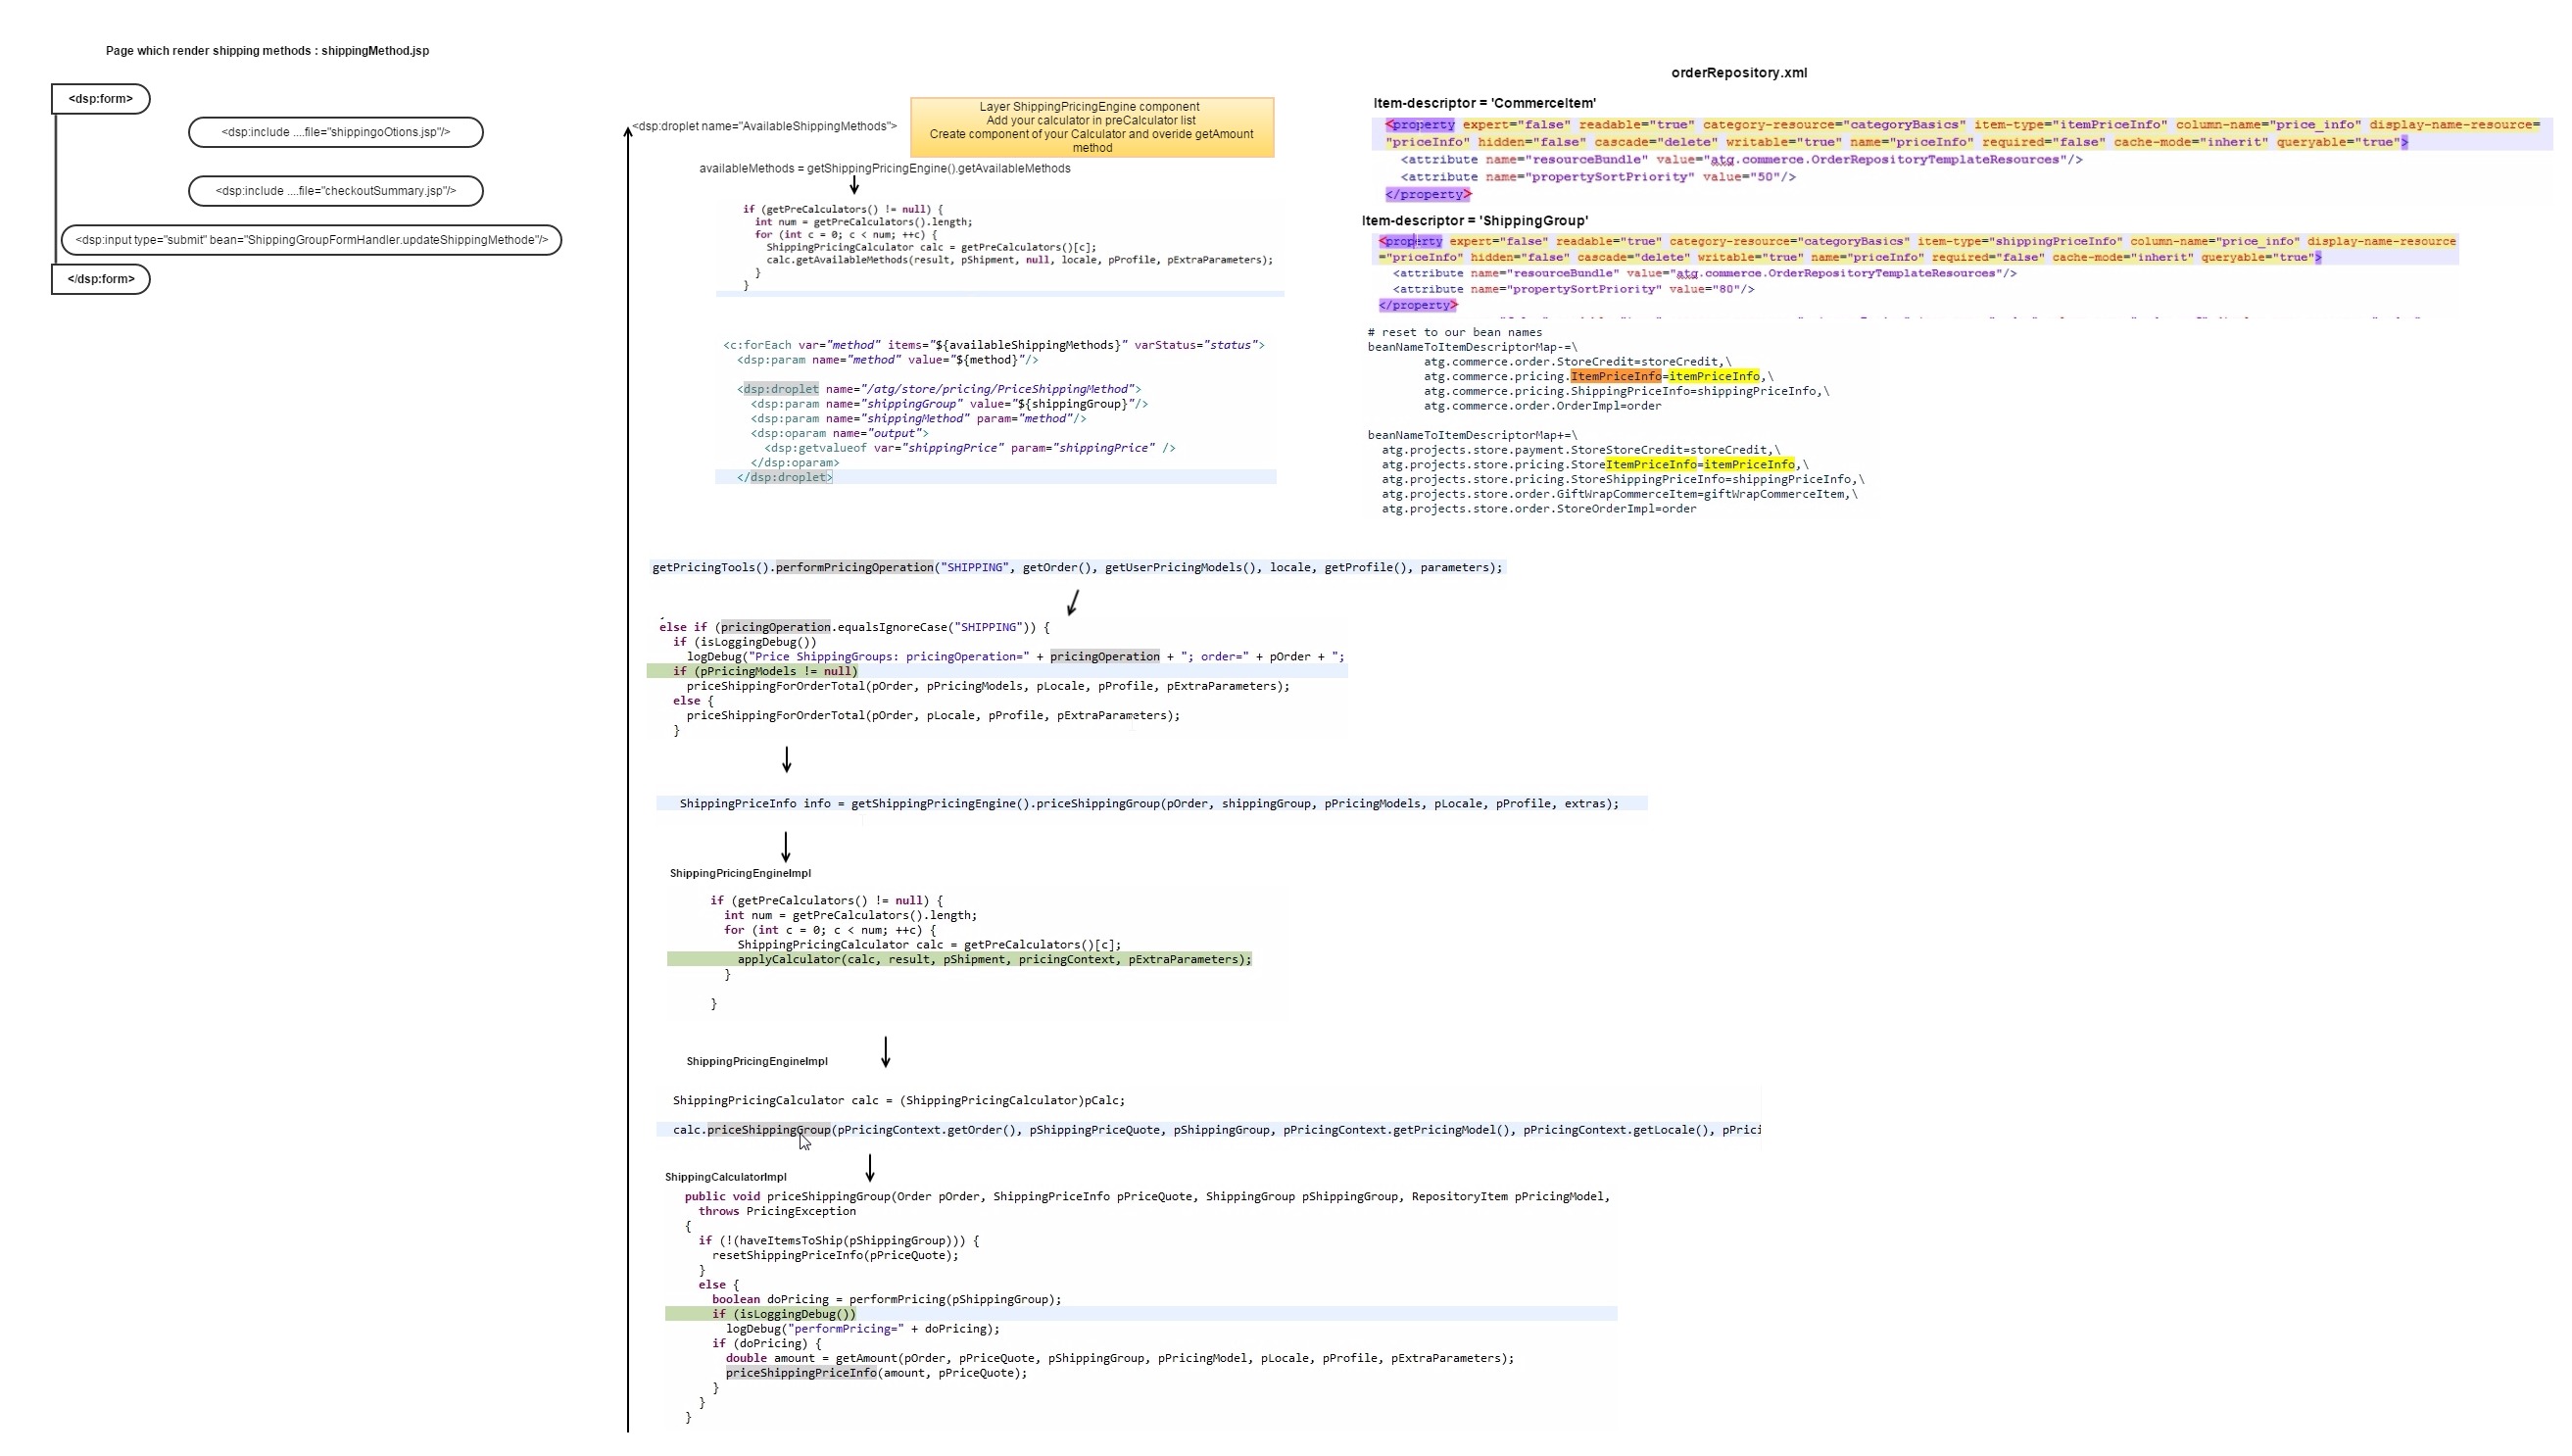 Page which render shipping methods : shippingMethod.jsp
<dsp:form>
<dsp:include ....file="shippingoOtions.jsp"/>
<dsp:include ....file="checkoutSummary.jsp"/>
<dsp:input type="submit" bean="ShippingGroupFormHandler.updateShippingMethode"/>
</dsp:form>
<dsp:droplet name="AvailableShippingMethods">
Layer ShippingPricingEngine component
Add your calculator in preCalculator list
Create component of your Calculator and overide getAmount
method
availableMethods = getShippingPricingEngine().getAvailableMethods
if (getPreCalculators() != null) {
int num = getPreCalculators().length;
for (int c = 0; c < num; ++c) {
ShippingPricingCalculator calc = getPreCalculators()[c];
calc.getAvailableMethods(result, pShipment, null, locale, pProfile, pExtraParameters);
}
}
<c:forEach var="method" items="${availableShippingMethods}" varStatus="status">
<dsp:param name="method" value="${method}"/>
<dsp:droplet name="/atg/store/pricing/PriceShippingMethod">
<dsp:param name="shippingGroup" value="${shippingGroup}"/>
<dsp:param name="shippingMethod" param="method"/>
<dsp:oparam name="output">
<dsp:getvalueof var="shippingPrice" param="shippingPrice" />
</dsp:oparam>
</dsp:droplet>
orderRepository.xml
Item-descriptor = 'CommerceItem'
<property expert="false" readable="true" category-resource="categoryBasics" item-type="itemPriceInfo" column-name="price_info" display-name-resource=
"priceInfo" hidden="false" cascade="delete" writable="true" name="priceInfo" required="false" cache-mode="inherit" queryable="true">
<attribute name="resourceBundle" value="atg.commerce.OrderRepositoryTemplateResources"/>
<attribute name="propertySortPriority" value="50"/>
</property>
Item-descriptor = 'ShippingGroup'
<property expert="false" readable="true" category-resource="categoryBasics" item-type="shippingPriceInfo" column-name="price_info" display-name-resource
="priceInfo" hidden="false" cascade="delete" writable="true" name="priceInfo" required="false" cache-mode="inherit" queryable="true">
<attribute name="resourceBundle" value="atg.commerce.OrderRepositoryTemplateResources"/>
<attribute name="propertySortPriority" value="80"/>
</property>
# reset to our bean names
beanNameToItemDescriptorMap-=\
atg.commerce.order.StoreCredit=storeCredit,\
atg.commerce.pricing.ItemPriceInfo=itemPriceInfo,\
atg.commerce.pricing.ShippingPriceInfo=shippingPriceInfo,\
atg.commerce.order.OrderImpl=order
beanNameToItemDescriptorMap+=\
atg.projects.store.payment.StoreStoreCredit=storeCredit,\
atg.projects.store.pricing.StoreItemPriceInfo=itemPriceInfo,\
atg.projects.store.pricing.StoreShippingPriceInfo=shippingPriceInfo,\
atg.projects.store.order.GiftWrapCommerceItem=giftWrapCommerceItem,\
atg.projects.store.order.StoreOrderImpl=order
getPricingTools().performPricingOperation("SHIPPING", getOrder(), getUserPricingModels(), locale, getProfile(), parameters);
else if (pricingOperation.equalsIgnoreCase("SHIPPING")) {
if (isLoggingDebug())
logDebug("Price ShippingGroups: pricingOperation=" + pricingOperation + "; order=" + pOrder + ";
if (pPricingModels != null)
priceShippingForOrderTotal(pOrder, pPricingModels, pLocale, pProfile, pExtraParameters);
else {
priceShippingForOrderTotal(pOrder, pLocale, pProfile, pExtraParameters);
}
ShippingPriceInfo info = getShippingPricingEngine().priceShippingGroup(pOrder, shippingGroup, pPricingModels, pLocale, pProfile, extras);
ShippingPricingEngineImpl
if (getPreCalculators() != null) {
int num = getPreCalculators().length;
for (int c = 0; c < num; ++c) {
ShippingPricingCalculator calc = getPreCalculators()[c];
applyCalculator(calc, result, pShipment, pricingContext, pExtraParameters);
}
}
ShippingPricingEngineImpl
ShippingPricingCalculator calc = (ShippingPricingCalculator)pCalc;
calc.priceShippingGroup(pPricingContext.getOrder(), pShippingPriceQuote, pShippingGroup, pPricingContext.getPricingModel(), pPricingContext.getLocale(), pPrici
ShippingCalculatorImpl
public void priceShippingGroup(Order pOrder, ShippingPriceInfo pPriceQuote, ShippingGroup pShippingGroup, RepositoryItem pPricingModel,
throws PricingException
{
if (!(haveItemsToShip(pShippingGroup))) {
resetShippingPriceInfo(pPriceQuote);
}
else {
boolean doPricing = performPricing(pShippingGroup);
if (isLoggingDebug())
logDebug("performPricing=" + doPricing);
if (doPricing) {
double amount = getAmount(pOrder, pPriceQuote, pShippingGroup, pPricingModel, pLocale, pProfile, pExtraParameters);
priceShippingPriceInfo(amount, pPriceQuote);
}
}
}